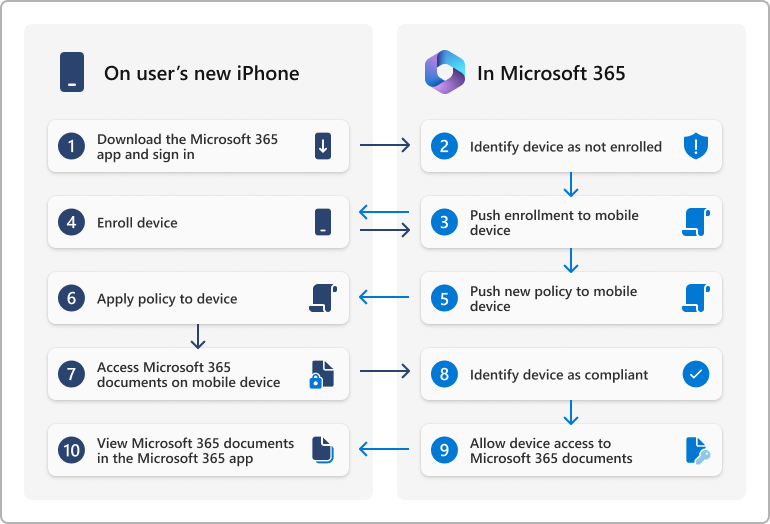 On user's new iPhone
In Microsoft 365
1
Download the Microsoft 365
app and sign in
2
Identify device as not enrolled
4
Enroll device
3
Push enrollment to mobile
device
6
Apply policy to device
5
Push new policy to mobile
device
7
Access Microsoft 365
documents on mobile device
8
Identify device as compliant
10
View Microsoft 365 documents
in the Microsoft 365 app
9
Allow device access to
Microsoft 365 documents